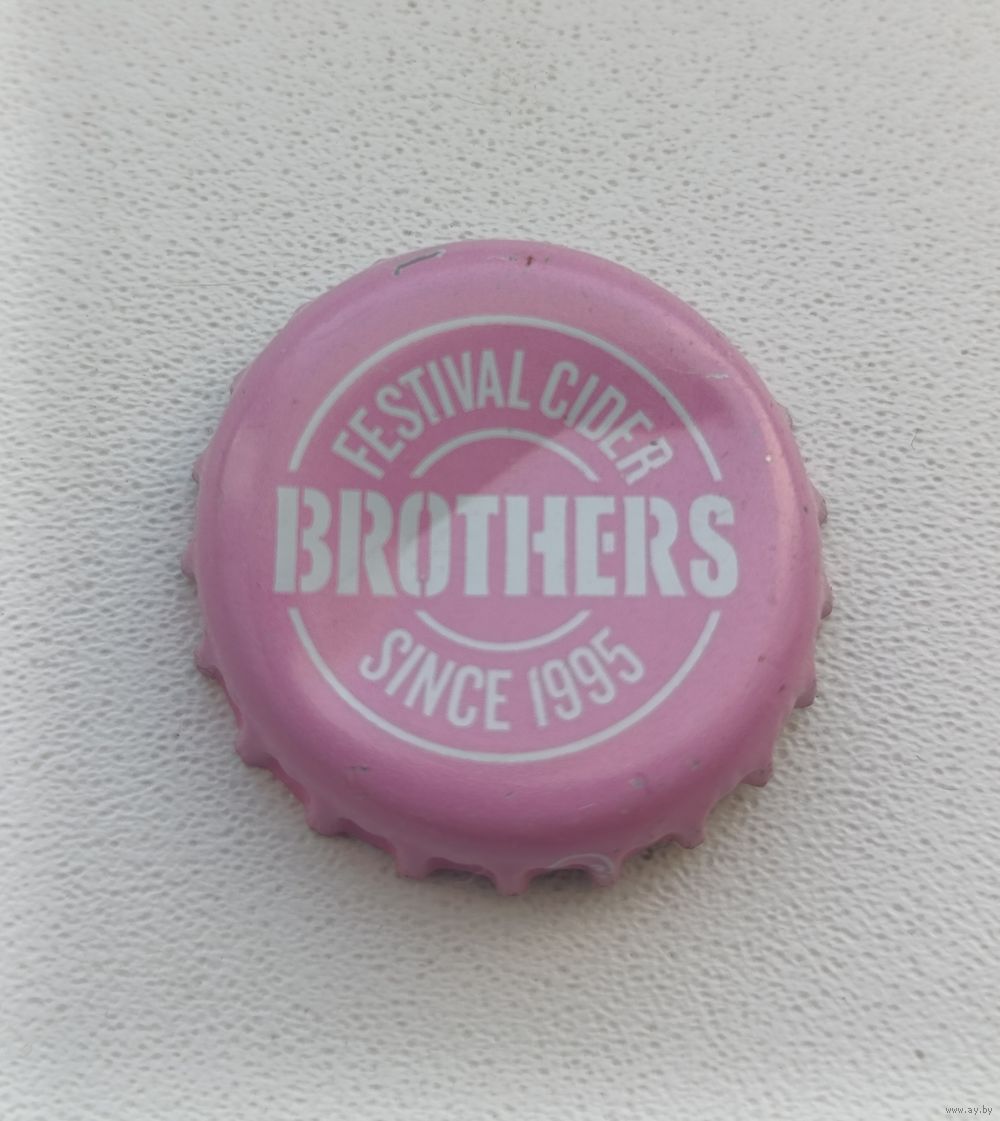 FESTIVAL CIDER
BROTHERS
SINCE 1995
www.ay.by